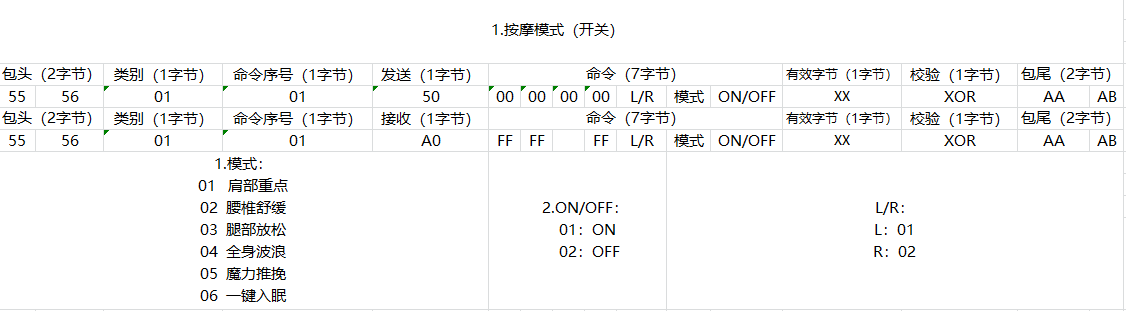 1.按摩模式（开关）
包头（2字节） 类别（1字节） 命令序号（1字节） 发送（1字节） 命令（7字节） 有效字节（1字节） 校验（1字节） 包尾（2字节）
55 56 01 01 50 00 00 00 00 L/R 模式 ON/OFF XX XOR AA AB
包头（2字节） 类别（1字节） 命令序号（1字节） 接收（1字节） 命令（7字节） 有效字节（1字节） 校验（1字节） 包尾（2字节）
55 56 01 01 A0 FF FF FF L/R 模式 ON/OFF XX XOR AA AB
1.模式：
01 肩部重点
02 腰椎舒缓
03 腿部放松
04 全身波浪
05 魔力推挽
06 一键入眠
2.ON/OFF：
01：ON
02：OFF
L/R：
L：01
R：02